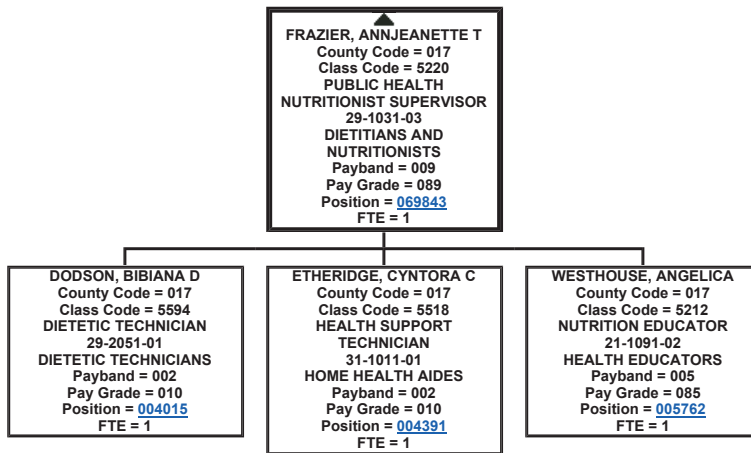 FRAZIER, ANNJEANETTE T
County Code = 017
Class Code = 5220
PUBLIC HEALTH
NUTRITIONIST SUPERVISOR
29-1031-03
DIETITIANS AND
NUTRITIONISTS
Payband = 009
Pay Grade = 089
Position = 069843
FTE = 1
DODSON, BIBIANA D
County Code = 017
Class Code = 5594
DIETETIC TECHNICIAN
29-2051-01
DIETETIC TECHNICIANS
Payband = 002
Pay Grade = 010
Position = 004015
FTE = 1
ETHERIDGE, CYNTORA C
County Code = 017
Class Code = 5518
HEALTH SUPPORT
TECHNICIAN
31-1011-01
HOME HEALTH AIDES
Payband = 002
Pay Grade = 010
Position = 004391
FTE = 1
WESTHOUSE, ANGELICA
County Code = 017
Class Code = 5212
NUTRITION EDUCATOR
21-1091-02
HEALTH EDUCATORS
Payband = 005
Pay Grade = 085
Position = 005762
FTE = 1